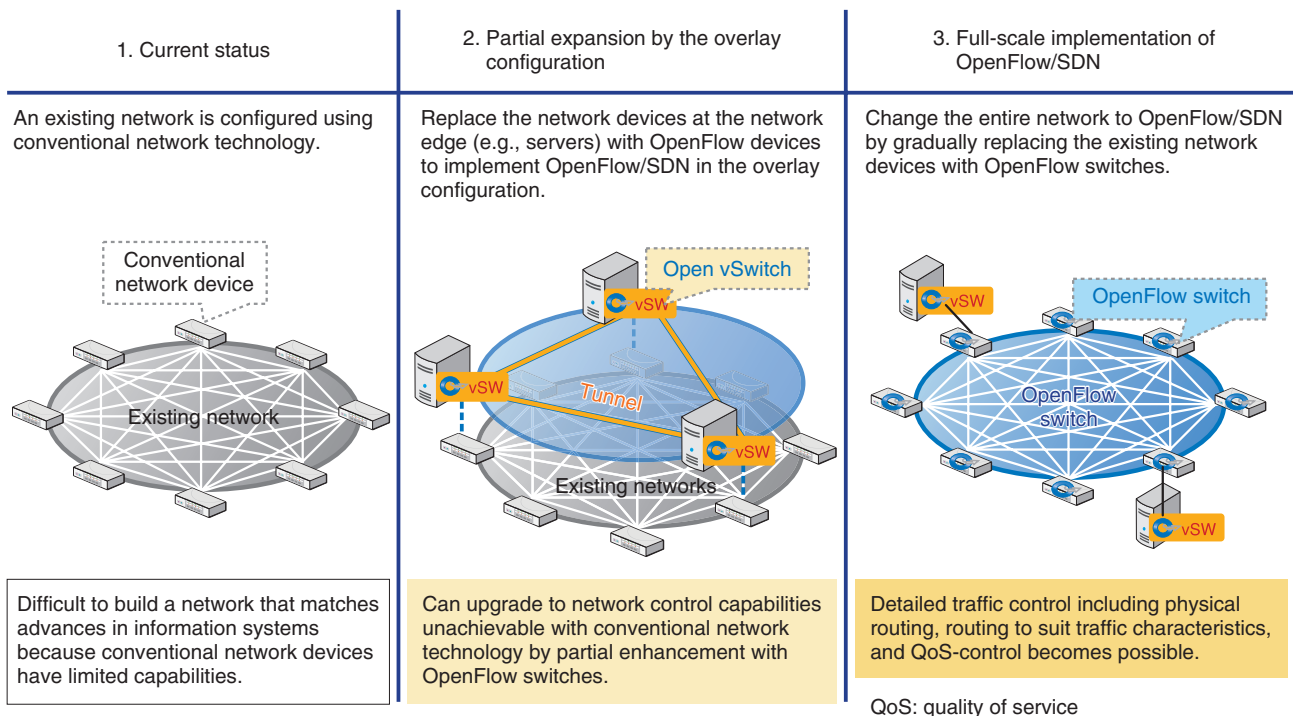 1. Current status
An existing network is configured using
conventional network technology.
Conventional
network device
Existing network
Difficult to build a network that matches
advances in information systems
because conventional network devices
have limited capabilities.
2. Partial expansion by the overlay
configuration
Replace the network devices at the network
edge (e.g., servers) with OpenFlow devices
to implement OpenFlow/SDN in the overlay
configuration.
Open vSwitch
vSW
vSW
Tunnel
vSW
Existing networks
Can upgrade to network control capabilities
unachievable with conventional network
technology by partial enhancement with
OpenFlow switches.
3. Full-scale implementation of
OpenFlow/SDN
Change the entire network to OpenFlow/SDN
by gradually replacing the existing network
devices with OpenFlow switches.
vSW
OpenFlow switch
OpenFlow
switch
vSW
Detailed traffic control including physical
routing, routing to suit traffic characteristics,
and QoS-control becomes possible.
QoS: quality of service